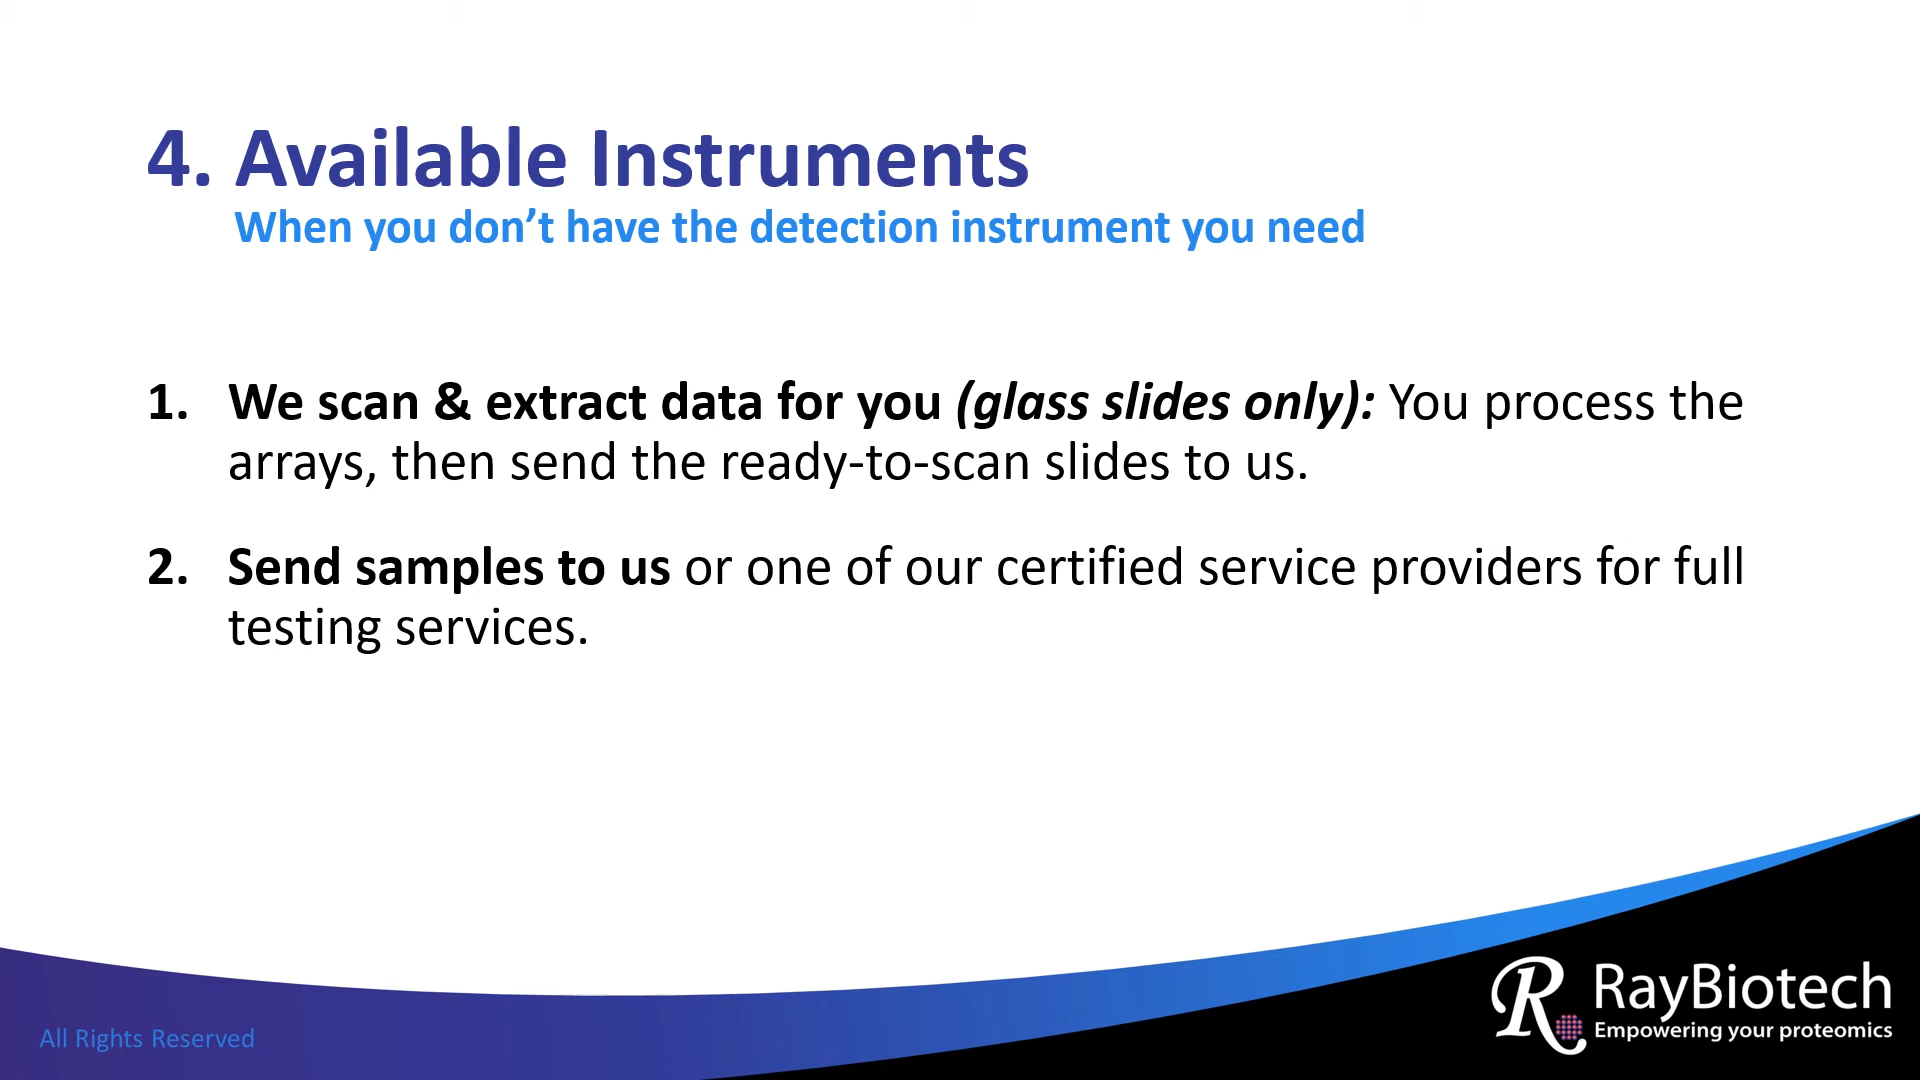 4. Available Instruments
When you don’t have the detection instrument you need
1. We scan & extract data for you (glass slides only): You process the
arrays, then send the ready-to-scan slides to us.
2. Send samples to us or one of our certified service providers for full
testing services.
All Rights Reserved
R RayBiotech
Empowering your proteomics